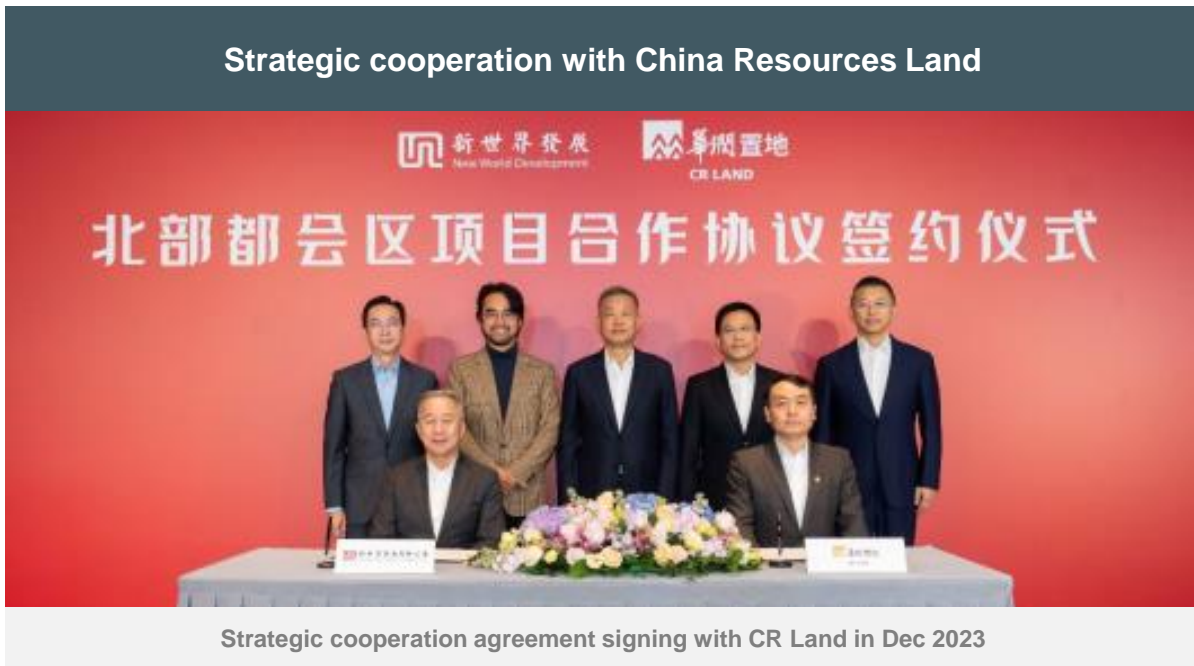 Strategic cooperation with China Resources Land
新世界發展
New World Development
華潤置地
CR LAND
北部都会区项目合作协议签约仪式
Strategic cooperation agreement signing with CR Land in Dec 2023